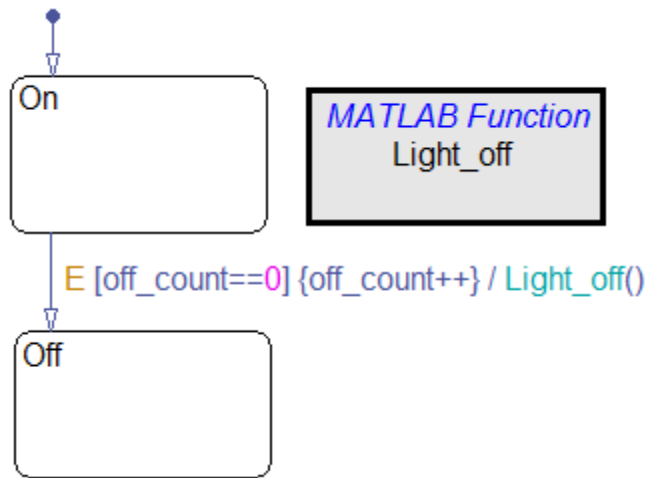 On
MATLAB Function
Light_off
E [off_count==0] {off_count++} / Light_off()
Off